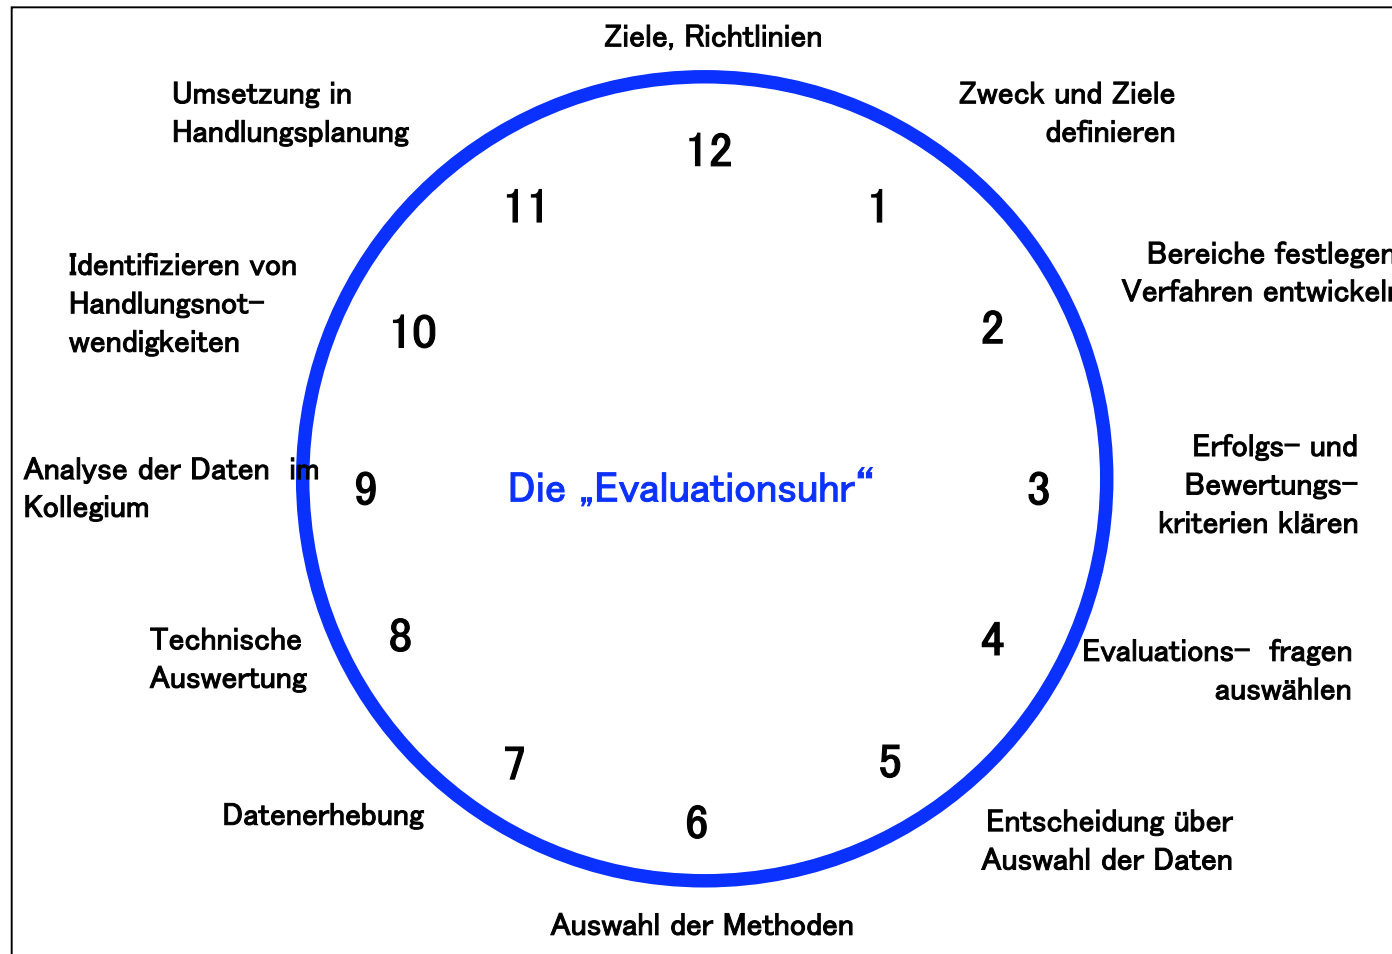 Ziele, Richtlinien
12
Zweck und Ziele
definieren
1
Bereiche festlegen
Verfahren entwickeln
2
Erfolgs- und
Bewertungs-
kriterien klären
3
Evaluations- fragen
auswählen
4
Entscheidung über
Auswahl der Daten
5
Auswahl der Methoden
6
Datenerhebung
7
Technische
Auswertung
8
Analyse der Daten im
Kollegium
9
Identifizieren von
Handlungsnot-
wendigkeiten
10
Umsetzung in
Handlungsplanung
11
Die „Evaluationsuhr“